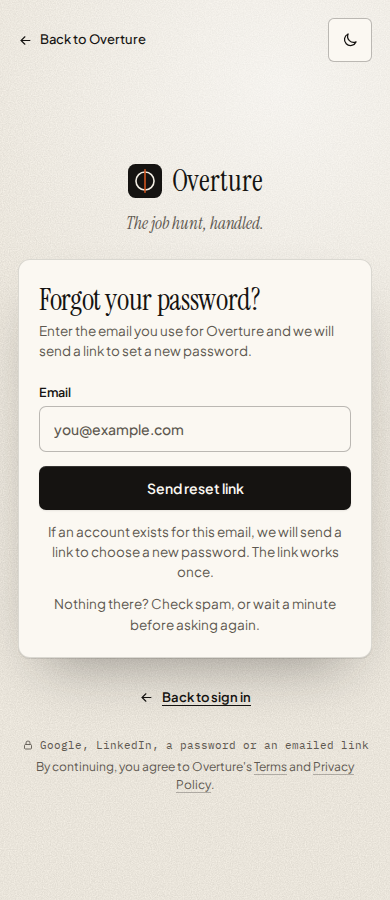 Back to Overture
Overture
The job hunt, handled.
Forgot your password?
Enter the email you use for Overture and we will
send a link to set a new password.
Email
you@example.com
Send reset link
If an account exists for this email, we will send a
link to choose a new password. The link works
once.
Nothing there? Check spam, or wait a minute
before asking again.
Back to sign in
Google, LinkedIn, a password or an emailed link
By continuing, you agree to Overture's Terms and Privacy
Policy.